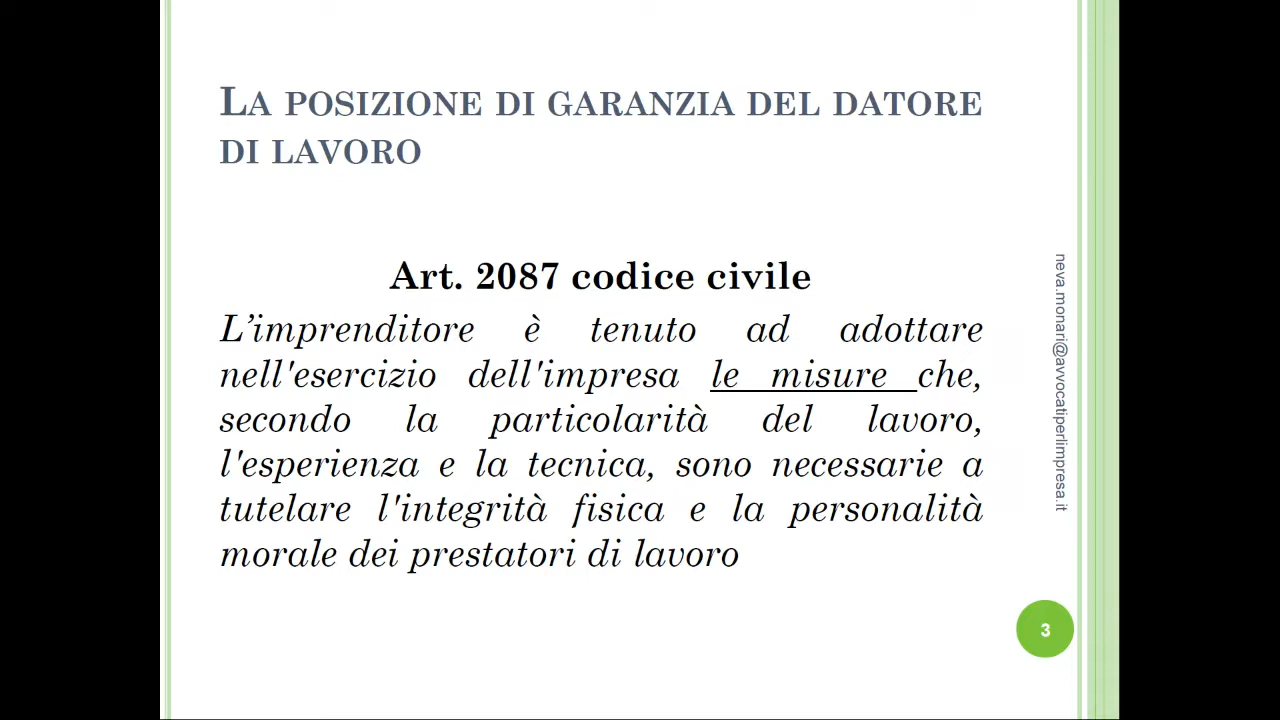 La posizione di garanzia del datore
di lavoro
Art. 2087 codice civile
L’imprenditore è tenuto ad adottare
nell'esercizio dell'impresa le misure che,
secondo la particolarità del lavoro,
l'esperienza e la tecnica, sono necessarie a
tutelare l'integrità fisica e la personalità
morale dei prestatori di lavoro
neva.monari@avvocatiperlimpresa.it
3